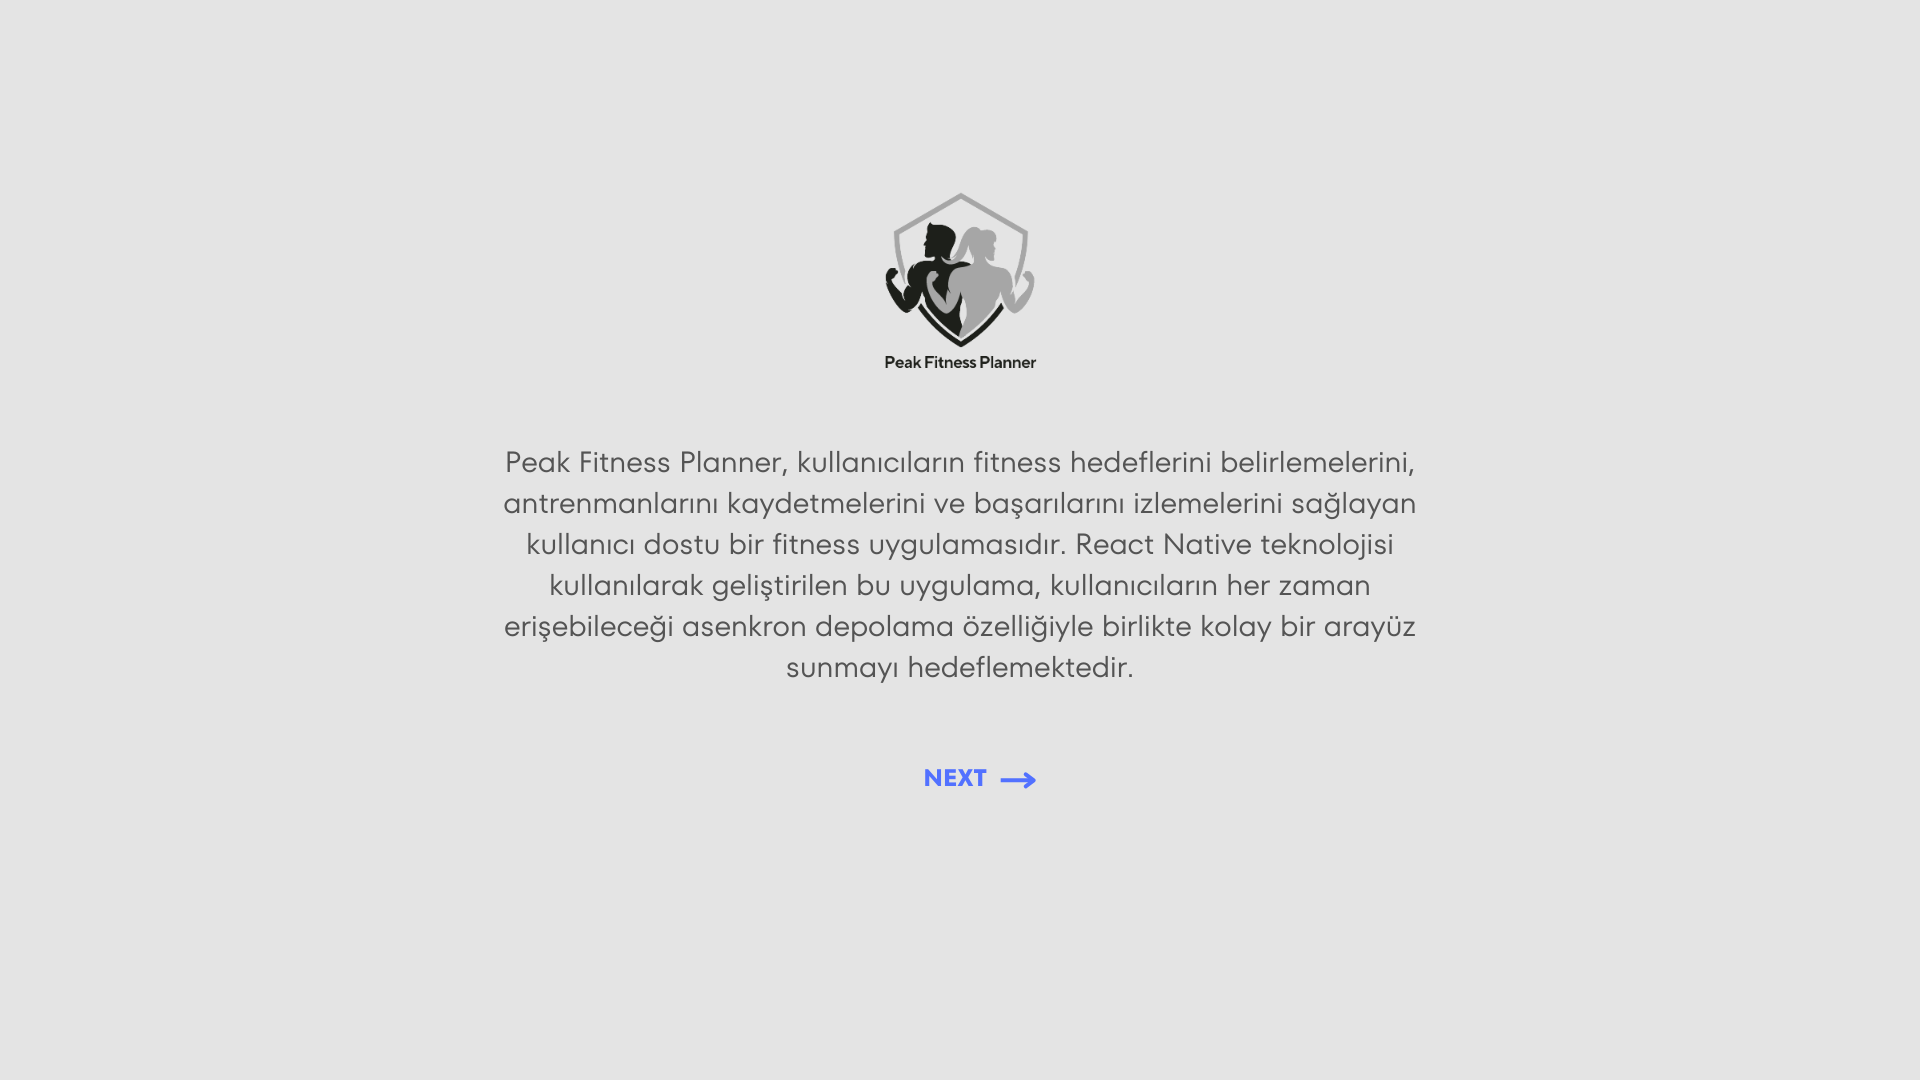 Peak Fitness Planner
Peak Fitness Planner, kullanıcıların fitness hedeflerini belirlemelerini,
antrenmanlarını kaydetmelerini ve başarılarını izlemelerini sağlayan
kullanıcı dostu bir fitness uygulamasıdır. React Native teknolojisi
kullanılarak geliştirilen bu uygulama, kullanıcıların her zaman
erişebileceği asenkron depolama özelliğiyle birlikte kolay bir arayüz
sunmayı hedeflemektedir.
NEXT